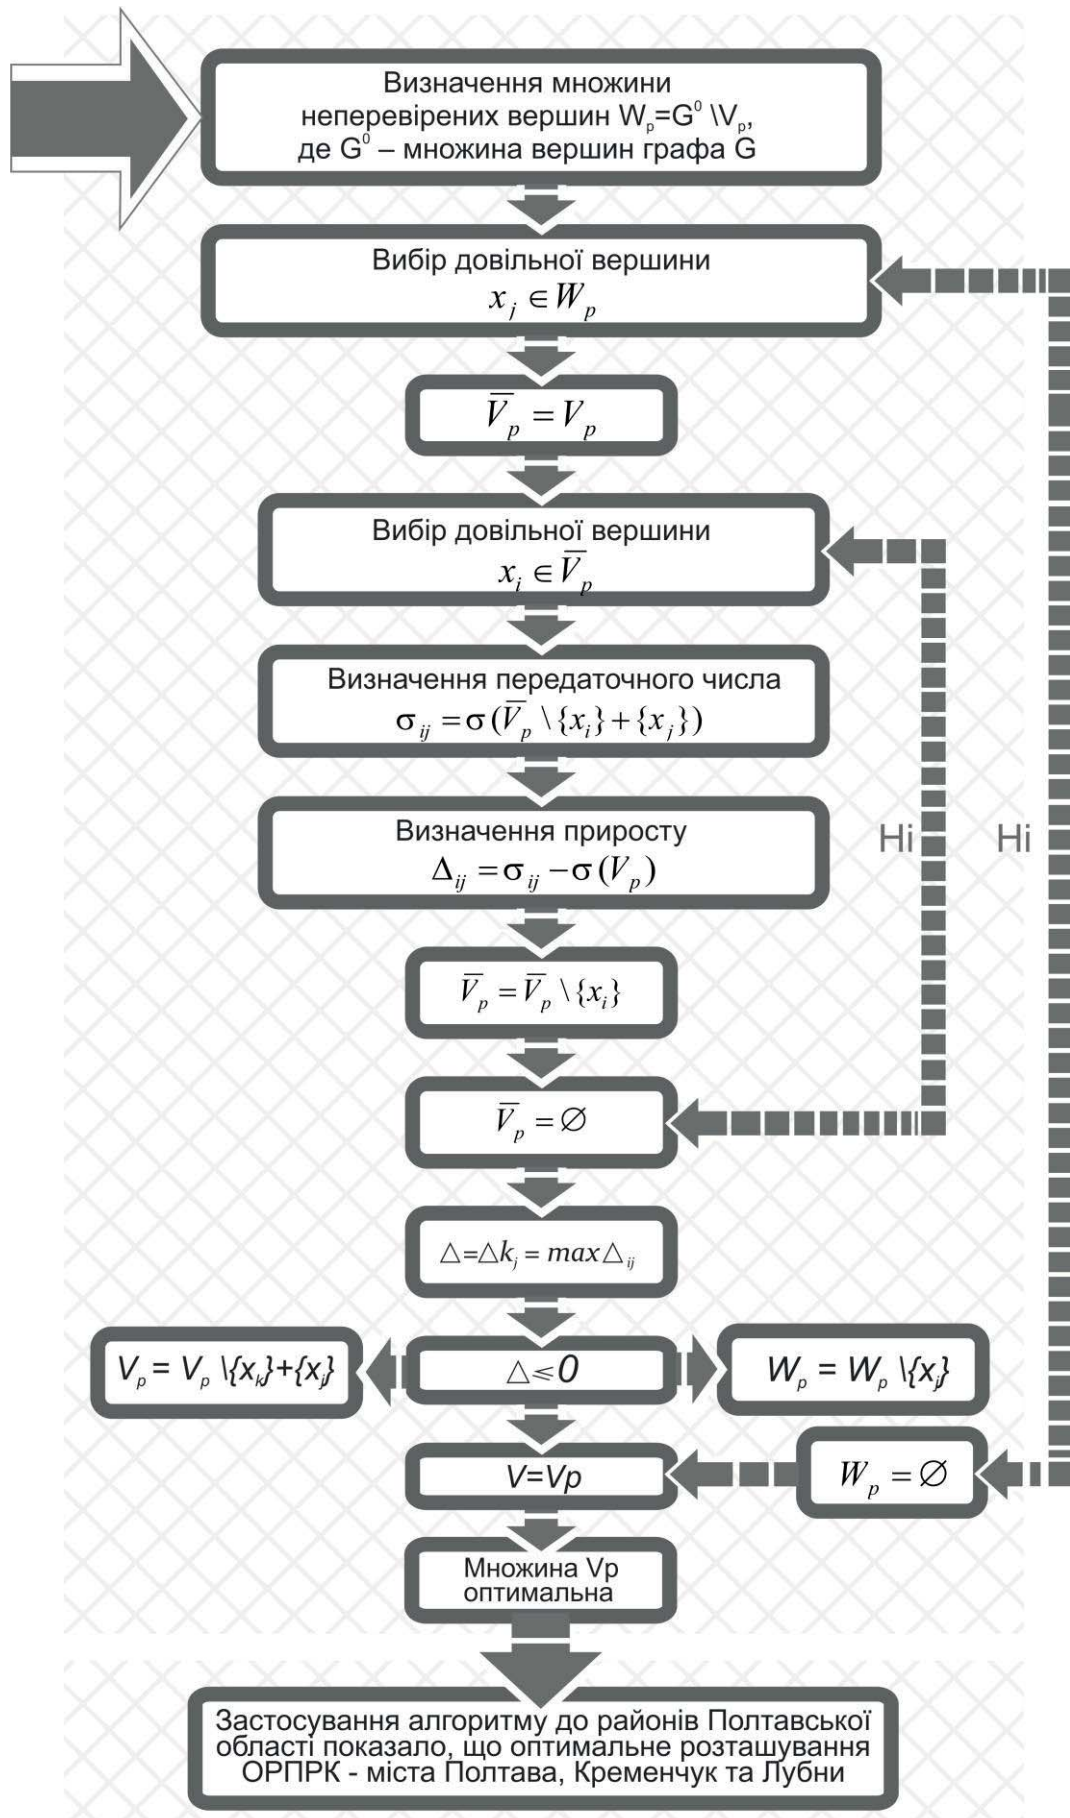 Визначення множини
неперевірених вершин Wₚ=G⁰ \Vₚ,
де G⁰ – множина вершин графа G
Вибір довільної вершини
xⱼ ∈ Wₚ
V̅ₚ = Vₚ
Вибір довільної вершини
xᵢ ∈ V̅ₚ
Визначення передаточного числа
σᵢⱼ = σ(V̅ₚ \ {xᵢ} + {xⱼ})
Визначення приросту
Δᵢⱼ = σᵢⱼ − σ(Vₚ)
Ні
Ні
V̅ₚ = V̅ₚ \ {xᵢ}
V̅ₚ = ∅
△=△kⱼ = max△ᵢⱼ
Vₚ = Vₚ \{xₖ}+{xⱼ}
△⩽0
Wₚ = Wₚ \{xⱼ}
V=Vp
Wₚ = ∅
Множина Vp
оптимальна
Застосування алгоритму до районів Полтавської
області показало, що оптимальне розташування
ОРПРК - міста Полтава, Кременчук та Лубни